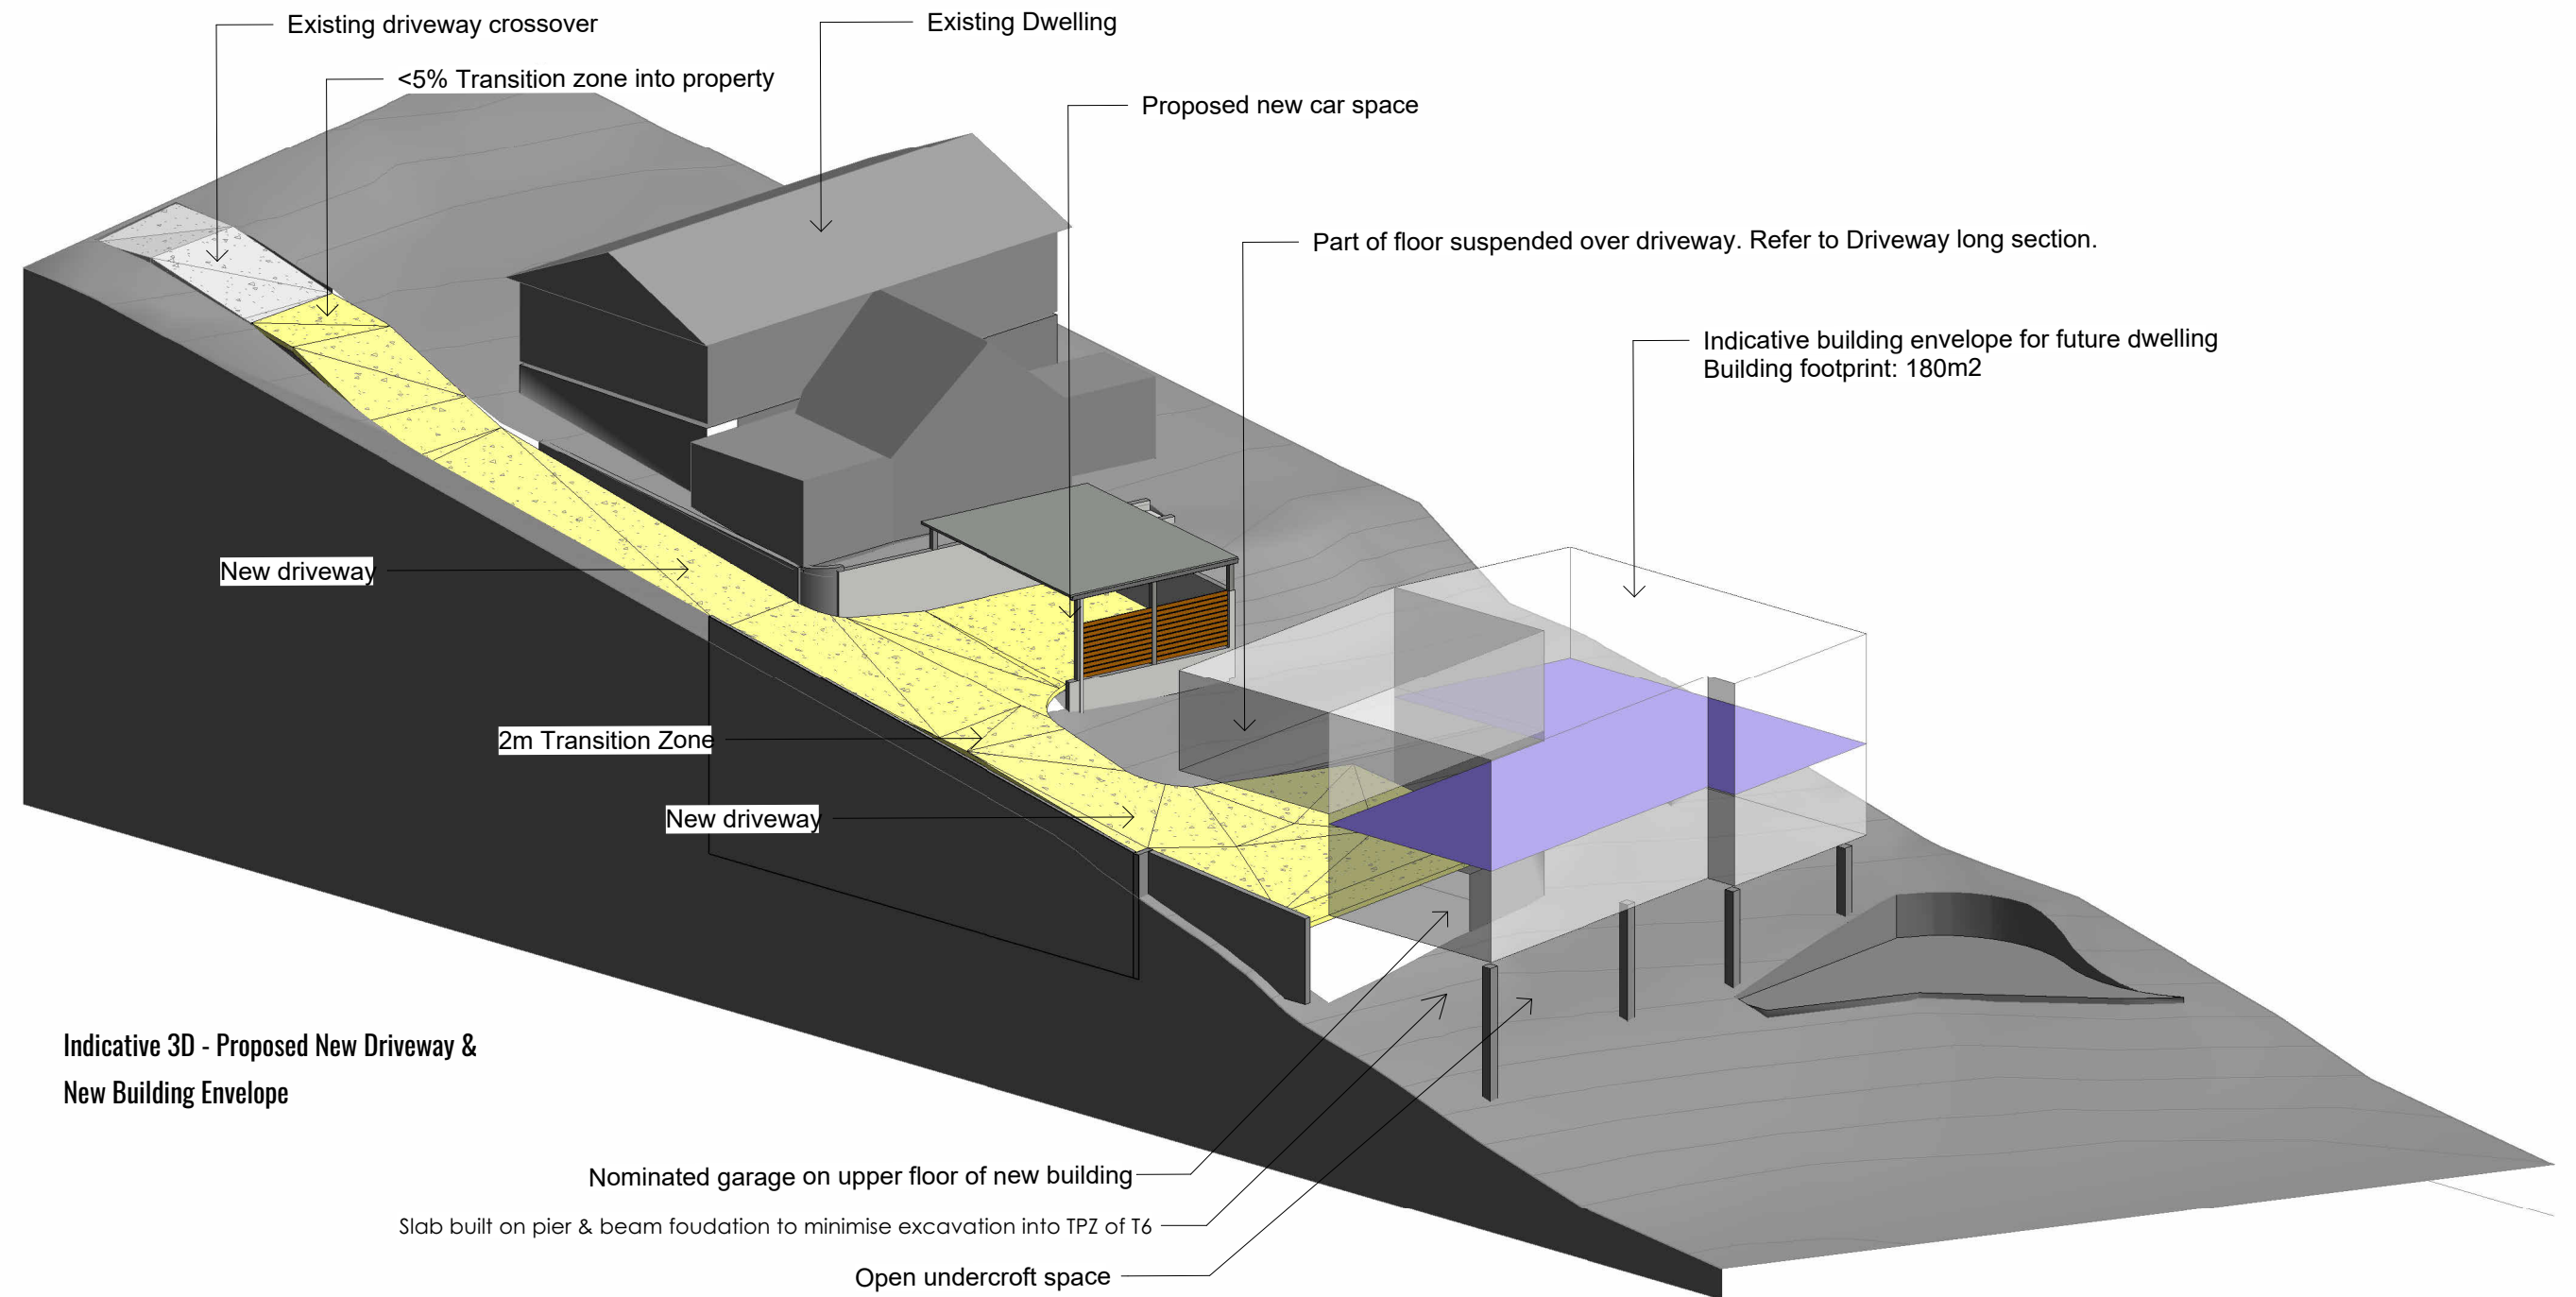 Existing driveway crossover
Existing Dwelling
<5% Transition zone into property
Proposed new car space
Part of floor suspended over driveway. Refer to Driveway long section.
Indicative building envelope for future dwelling
Building footprint: 180m2
New driveway
2m Transition Zone
New driveway
Indicative 3D - Proposed New Driveway &
New Building Envelope
Nominated garage on upper floor of new building
Slab built on pier & beam foudation to minimise excavation into TPZ of T6
Open undercroft space